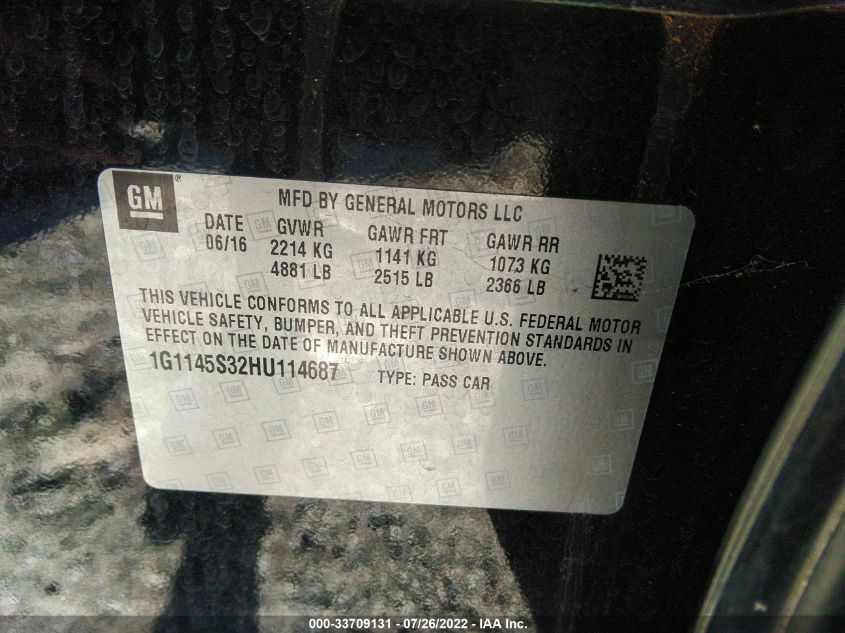 GM ®
MFD BY GENERAL MOTORS LLC
DATE GVWR GAWR FRT GAWR RR
06/16 2214 KG 1141 KG 1073 KG
4881 LB 2515 LB 2366 LB
THIS VEHICLE CONFORMS TO ALL APPLICABLE U.S. FEDERAL MOTOR
VEHICLE SAFETY, BUMPER, AND THEFT PREVENTION STANDARDS IN
EFFECT ON THE DATE OF MANUFACTURE SHOWN ABOVE.
1G1145S32HU114687 TYPE: PASS CAR
000-33709131 - 07/26/2022 - IAA Inc.